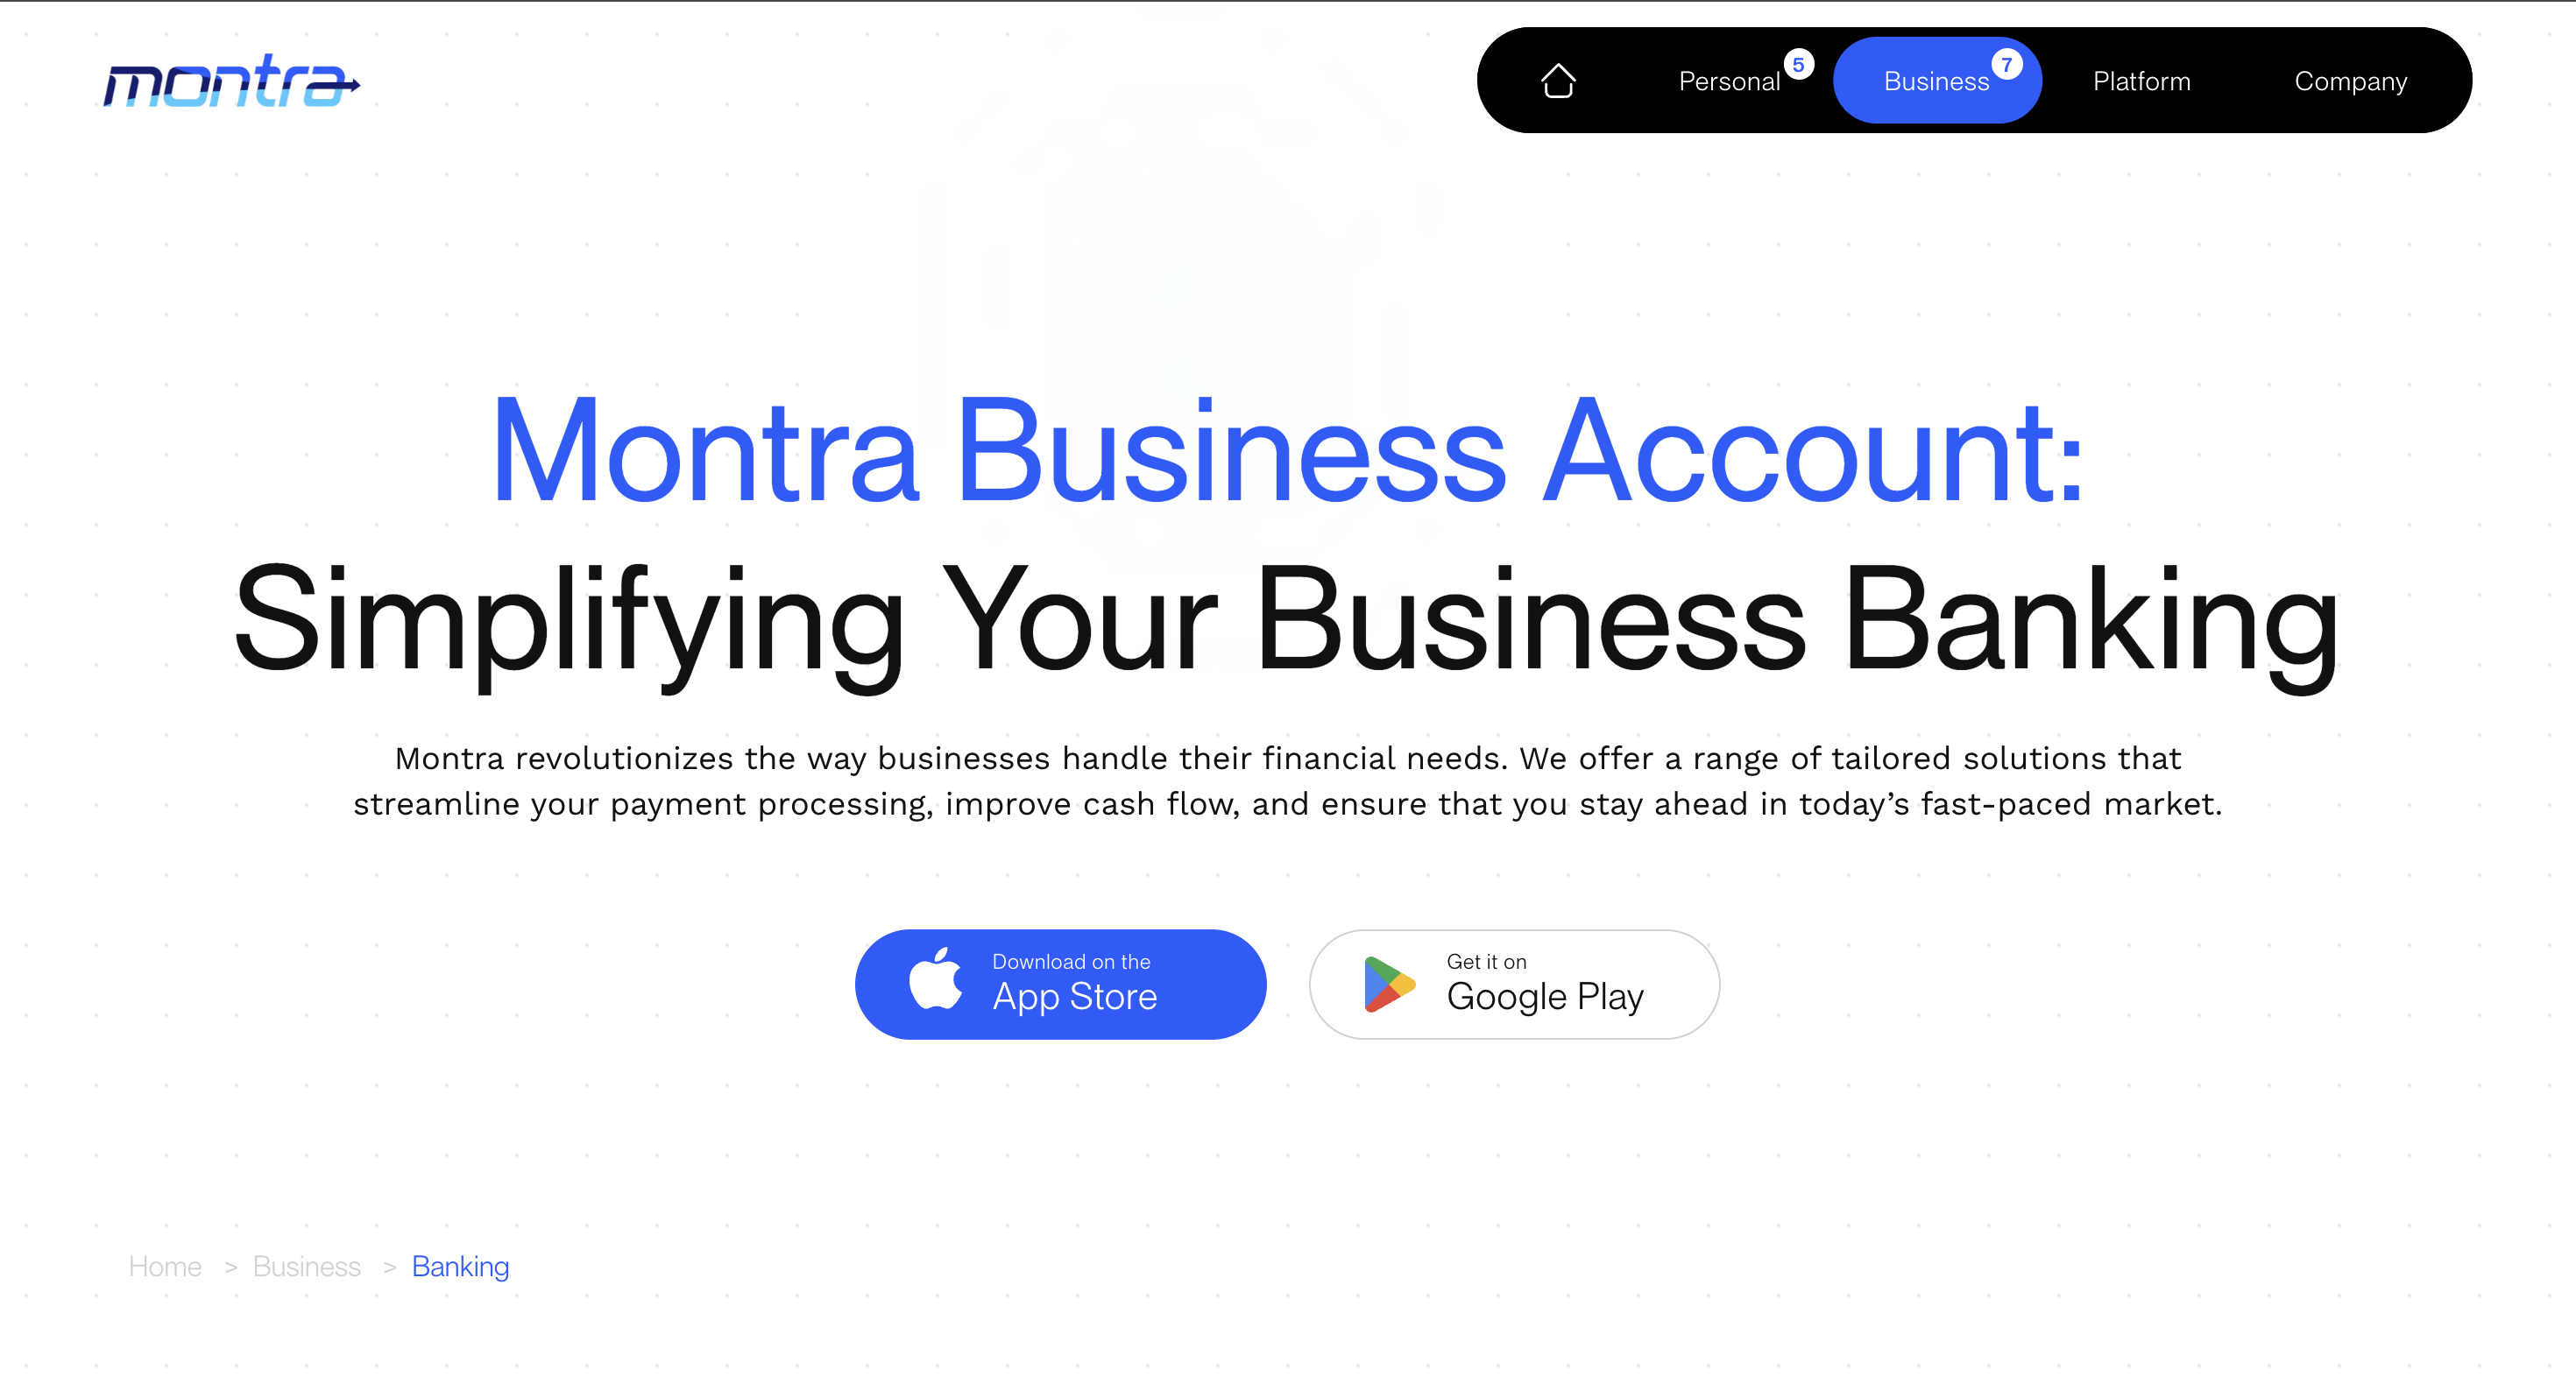 montra
Personal 5
Business 7
Platform
Company
Montra Business Account:
Simplifying Your Business Banking
Montra revolutionizes the way businesses handle their financial needs. We offer a range of tailored solutions that
streamline your payment processing, improve cash flow, and ensure that you stay ahead in today’s fast-paced market.
Download on the
App Store
Get it on
Google Play
Home > Business > Banking